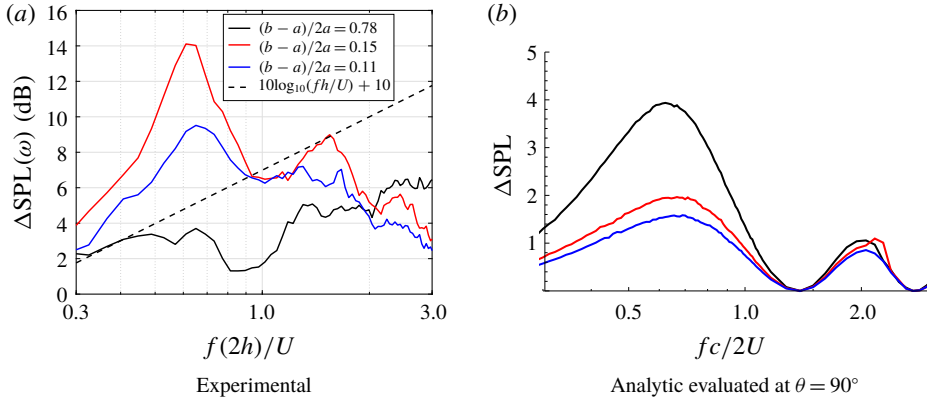 (a)
ΔSPL(ω) (dB)
16
14
12
10
8
6
4
2
0
(b − a)/2a = 0.78
(b − a)/2a = 0.15
(b − a)/2a = 0.11
10log₁₀(fh/U) + 10
0.3
1.0
3.0
f(2h)/U
Experimental
(b)
ΔSPL
5
4
3
2
1
0
0.5
1.0
2.0
fc/2U
Analytic evaluated at θ = 90°